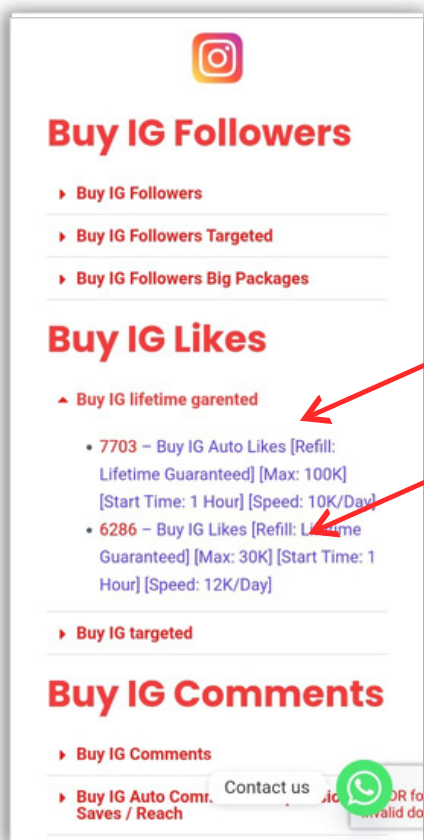 Buy IG Followers
Buy IG Followers
Buy IG Followers Targeted
Buy IG Followers Big Packages
Buy IG Likes
Buy IG lifetime garented
7703 – Buy IG Auto Likes [Refill:
Lifetime Guaranteed] [Max: 100K]
[Start Time: 1 Hour] [Speed: 10K/Day]
6286 – Buy IG Likes [Refill: Lifetime
Guaranteed] [Max: 30K] [Start Time: 1
Hour] [Speed: 12K/Day]
Buy IG targeted
Buy IG Comments
Buy IG Comments
Buy IG Auto
Saves / Reach
Contact us